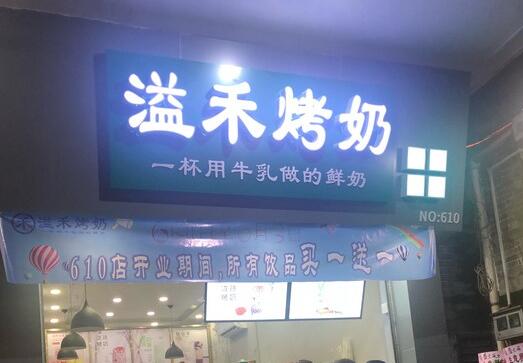 溢禾烤奶
一杯用牛乳做的鲜奶
NO:610
禾 溢禾烤奶
610店开业期间,所有饮品买一送一